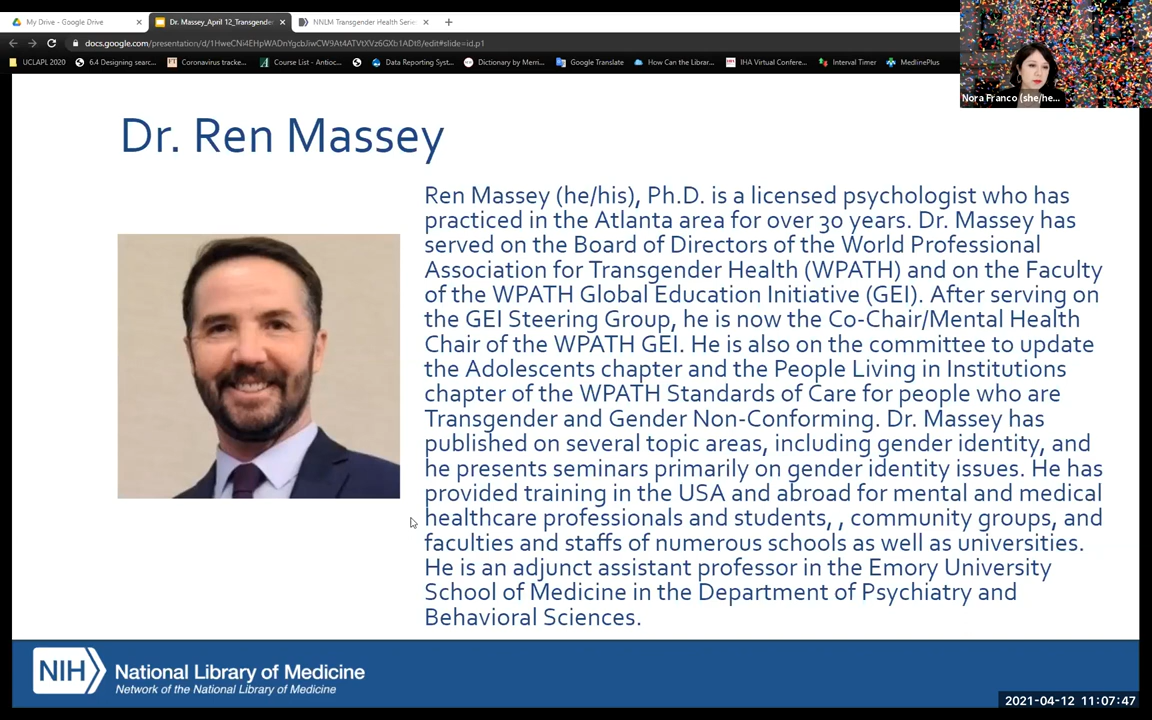 My Drive - Google Drive
Dr. Massey_April 12_Transgende
NNLM Transgender Health Serie
docs.google.com/presentation/d/1HweCNi4EHpWADnYgcbJiwCW9At4ATVtXVz6GXb1ADt8/edit#slide=id.p1
UCLAPL 2020
6.4 Designing searc...
Coronavirus tracke...
Course List - Antioc...
Data Reporting Sys...
Dictionary by Merri...
Google Translate
How Can the Librar...
IHA Virtual Confere...
Interval Timer
MedlinePlus
Nora Franco (she/he...
Dr. Ren Massey
Ren Massey (he/his), Ph.D. is a licensed psychologist who has
practiced in the Atlanta area for over 30 years. Dr. Massey has
served on the Board of Directors of the World Professional
Association for Transgender Health (WPATH) and on the Faculty
of the WPATH Global Education Initiative (GEI). After serving on
the GEI Steering Group, he is now the Co-Chair/Mental Health
Chair of the WPATH GEI. He is also on the committee to update
the Adolescents chapter and the People Living in Institutions
chapter of the WPATH Standards of Care for people who are
Transgender and Gender Non-Conforming. Dr. Massey has
published on several topic areas, including gender identity, and
he presents seminars primarily on gender identity issues. He has
provided training in the USA and abroad for mental and medical
healthcare professionals and students, , community groups, and
faculties and staffs of numerous schools as well as universities.
He is an adjunct assistant professor in the Emory University
School of Medicine in the Department of Psychiatry and
Behavioral Sciences.
NIH
National Library of Medicine
Network of the National Library of Medicine
2021-04-12 11:07:47